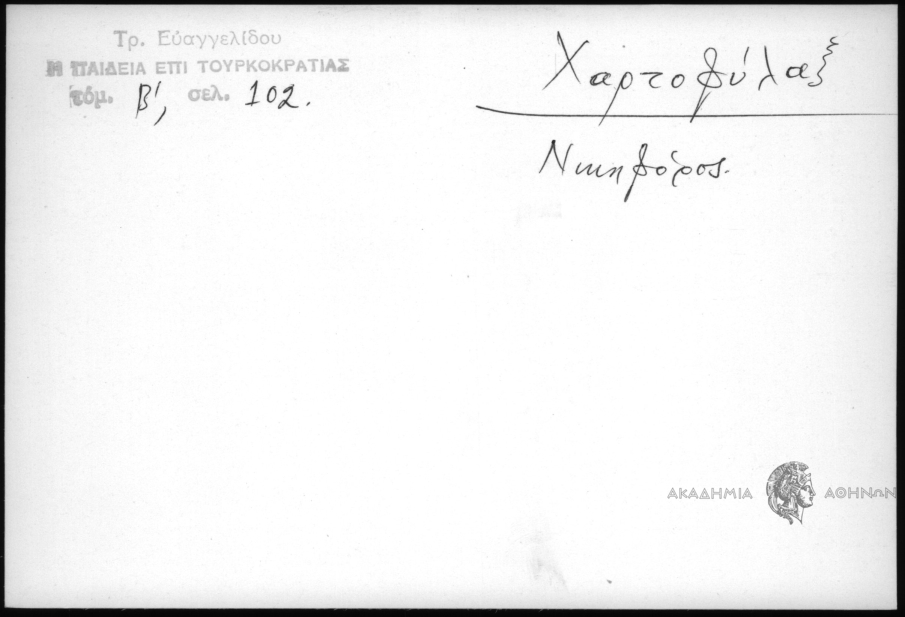 Τρ. Εὐαγγελίδου
Η ΠΑΙΔΕΙΑ ΕΠΙ ΤΟΥΡΚΟΚΡΑΤΙΑΣ
τόμ. Β', σελ. 102.
Χαρτοφύλαξ
Νικηφόρος.
ΑΚΑΔΗΜΙΑ ΑΘΗΝΩΝ